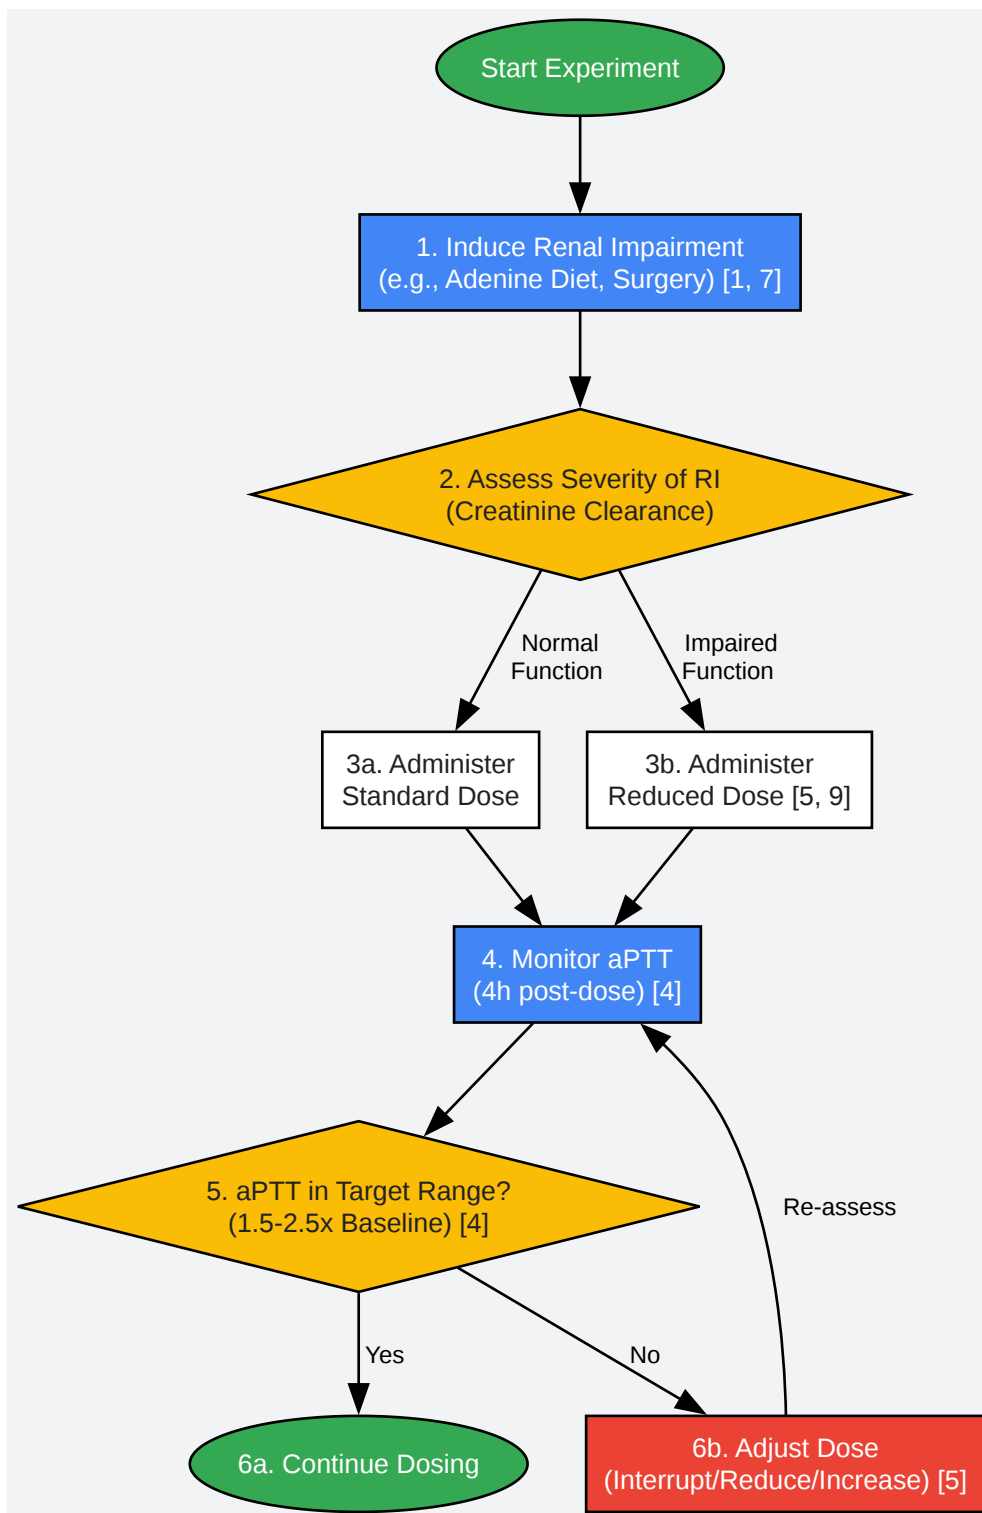 Start Experiment
1. Induce Renal Impairment
(e.g., Adenine Diet, Surgery) [1, 7]
2. Assess Severity of RI
(Creatinine Clearance)
Normal
Function
Impaired
Function
3a. Administer
Standard Dose
3b. Administer
Reduced Dose [5, 9]
4. Monitor aPTT
(4h post-dose) [4]
5. aPTT in Target Range?
(1.5-2.5x Baseline) [4]
Re-assess
Yes
No
6a. Continue Dosing
6b. Adjust Dose
(Interrupt/Reduce/Increase) [5]